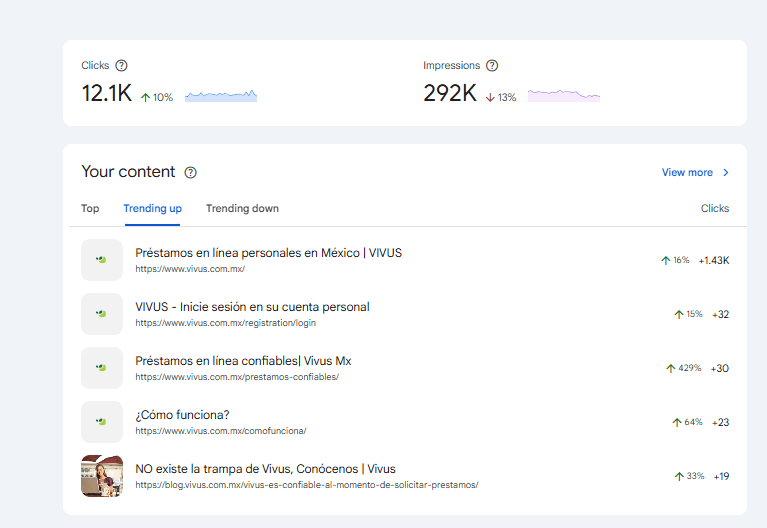 Clicks
Impressions
12.1K 10%
292K 13%
Your content
View more
Top Trending up Trending down Clicks
Préstamos en línea personales en México | VIVUS
https://www.vivus.com.mx/
16% +1.43K
VIVUS - Inicie sesión en su cuenta personal
https://www.vivus.com.mx/registration/login
15% +32
Préstamos en línea confiables| Vivus Mx
https://www.vivus.com.mx/prestamos-confiables/
429% +30
¿Cómo funciona?
https://www.vivus.com.mx/comofunciona/
64% +23
NO existe la trampa de Vivus, Conócenos | Vivus
https://blog.vivus.com.mx/vivus-es-confiable-al-momento-de-solicitar-prestamos/
33% +19